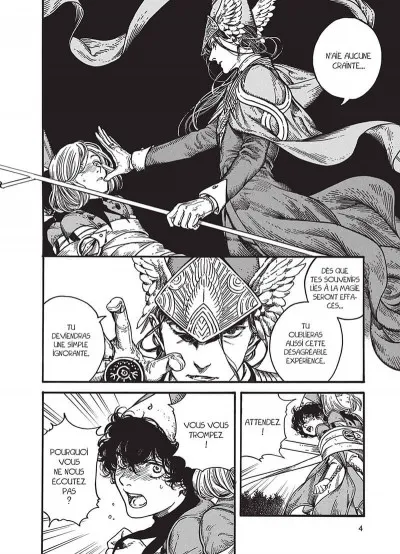 N'AIE AUCUNE
CRAINTE...
DÈS QUE
TES SOUVENIRS
LIÉS À LA MAGIE
SERONT EFFA-
CÉS...
TU
OUBLIERAS
AUSSI CETTE
DÉSAGRÉABLE
EXPÉRIENCE.
TU
DEVIENDRAS
UNE SIMPLE
IGNORANTE.
ATTENDEZ
!
VOUS VOUS
TROMPEZ !
POURQUOI
VOUS
NE NOUS
ÉCOUTEZ
PAS
?
4